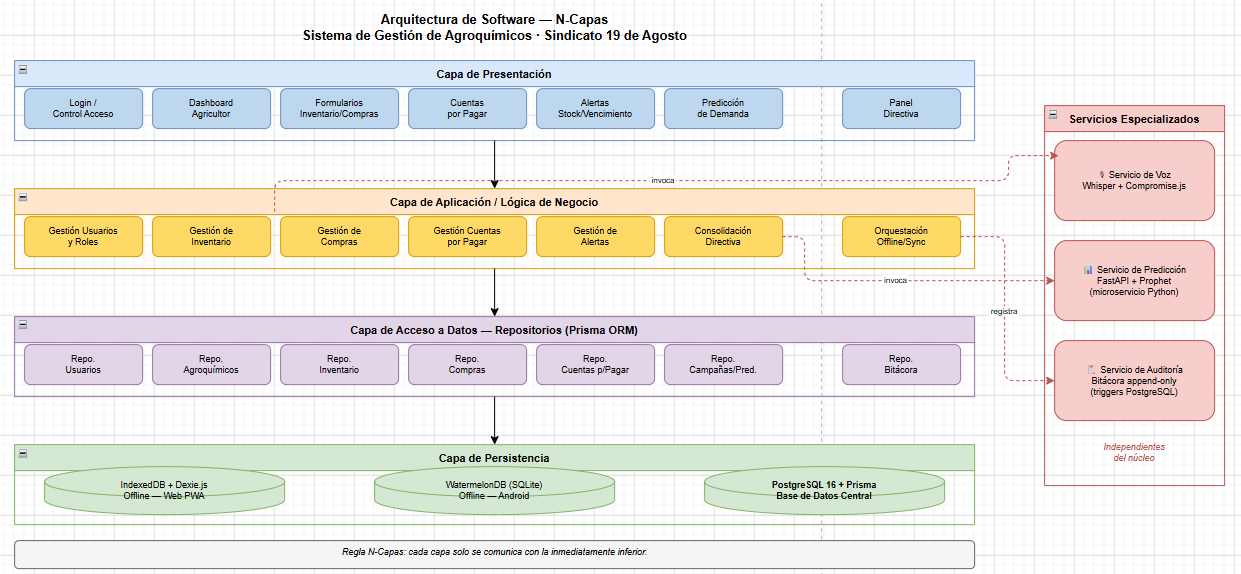 Arquitectura de Software — N-Capas
Sistema de Gestión de Agroquímicos · Sindicato 19 de Agosto
Capa de Presentación
Login /
Control Acceso
Dashboard
Agricultor
Formularios
Inventario/Compras
Cuentas
por Pagar
Alertas
Stock/Vencimiento
Predicción
de Demanda
Panel
Directiva
invoca
Capa de Aplicación / Lógica de Negocio
Gestión Usuarios
y Roles
Gestión de
Inventario
Gestión de
Compras
Gestión Cuentas
por Pagar
Gestión de
Alertas
Consolidación
Directiva
Orquestación
Offline/Sync
invoca
registra
Capa de Acceso a Datos — Repositorios (Prisma ORM)
Repo.
Usuarios
Repo.
Agroquímicos
Repo.
Inventario
Repo.
Compras
Repo.
Cuentas p/Pagar
Repo.
Campañas/Pred.
Repo.
Bitácora
Capa de Persistencia
IndexedDB + Dexie.js
Offline — Web PWA
WatermelonDB (SQLite)
Offline — Android
PostgreSQL 16 + Prisma
Base de Datos Central
Regla N-Capas: cada capa solo se comunica con la inmediatamente inferior.
Servicios Especializados
Servicio de Voz
Whisper + Compromise.js
Servicio de Predicción
FastAPI + Prophet
(microservicio Python)
Servicio de Auditoría
Bitácora append-only
(triggers PostgreSQL)
Independientes
del núcleo